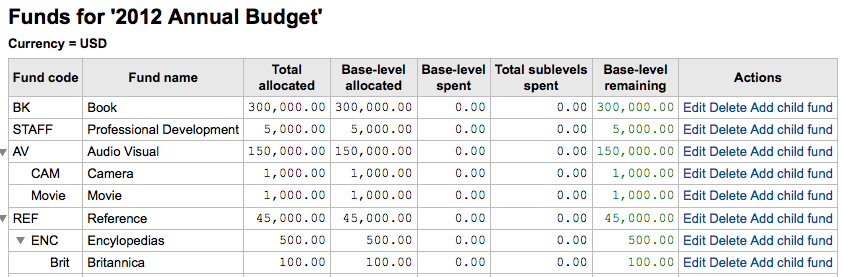 Funds for '2012 Annual Budget'
Currency = USD
Fund code Fund name Total allocated Base-level allocated Base-level spent Total sublevels spent Base-level remaining Actions
BK Book 300,000.00 300,000.00 0.00 0.00 300,000.00 Edit Delete Add child fund
STAFF Professional Development 5,000.00 5,000.00 0.00 0.00 5,000.00 Edit Delete Add child fund
AV Audio Visual 150,000.00 150,000.00 0.00 0.00 150,000.00 Edit Delete Add child fund
CAM Camera 1,000.00 1,000.00 0.00 0.00 1,000.00 Edit Delete Add child fund
Movie Movie 1,000.00 1,000.00 0.00 0.00 1,000.00 Edit Delete Add child fund
REF Reference 45,000.00 45,000.00 0.00 0.00 45,000.00 Edit Delete Add child fund
ENC Encylopedias 500.00 500.00 0.00 0.00 500.00 Edit Delete Add child fund
Brit Britannica 100.00 100.00 0.00 0.00 100.00 Edit Delete Add child fund